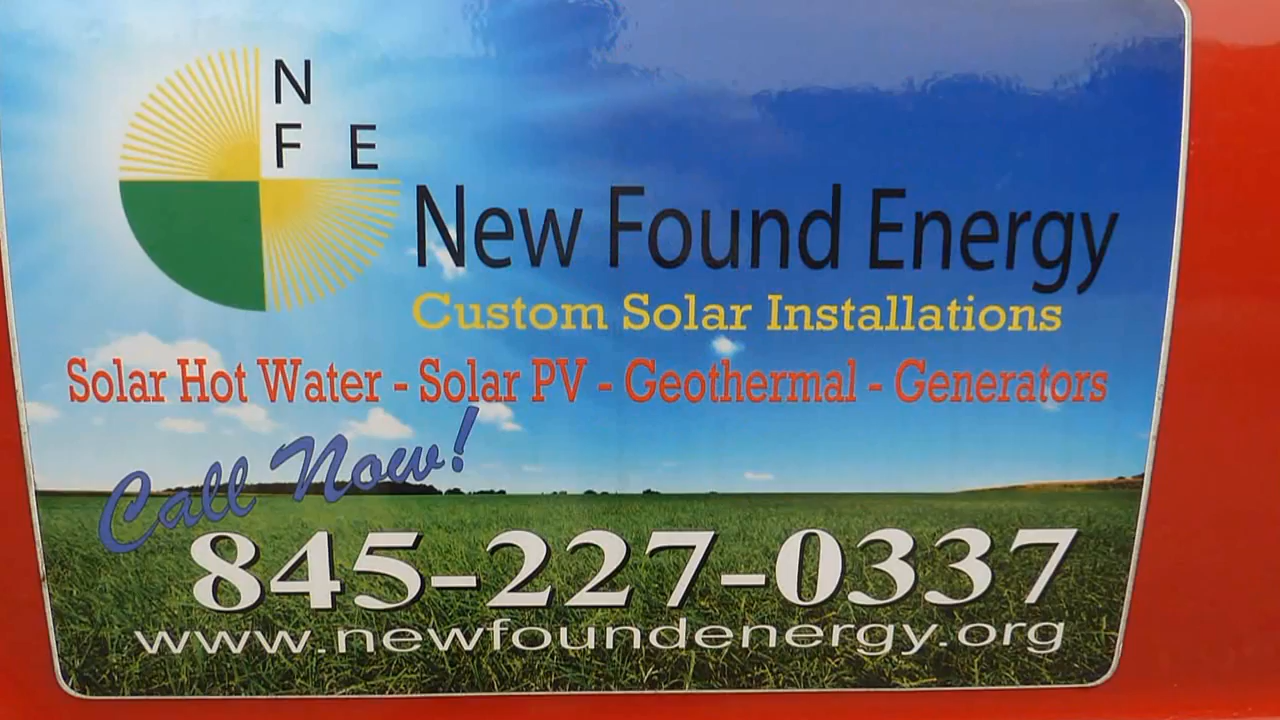 N
F E
New Found Energy
Custom Solar Installations
Solar Hot Water - Solar PV - Geothermal - Generators
Call Now!
845-227-0337
www.newfoundenergy.org